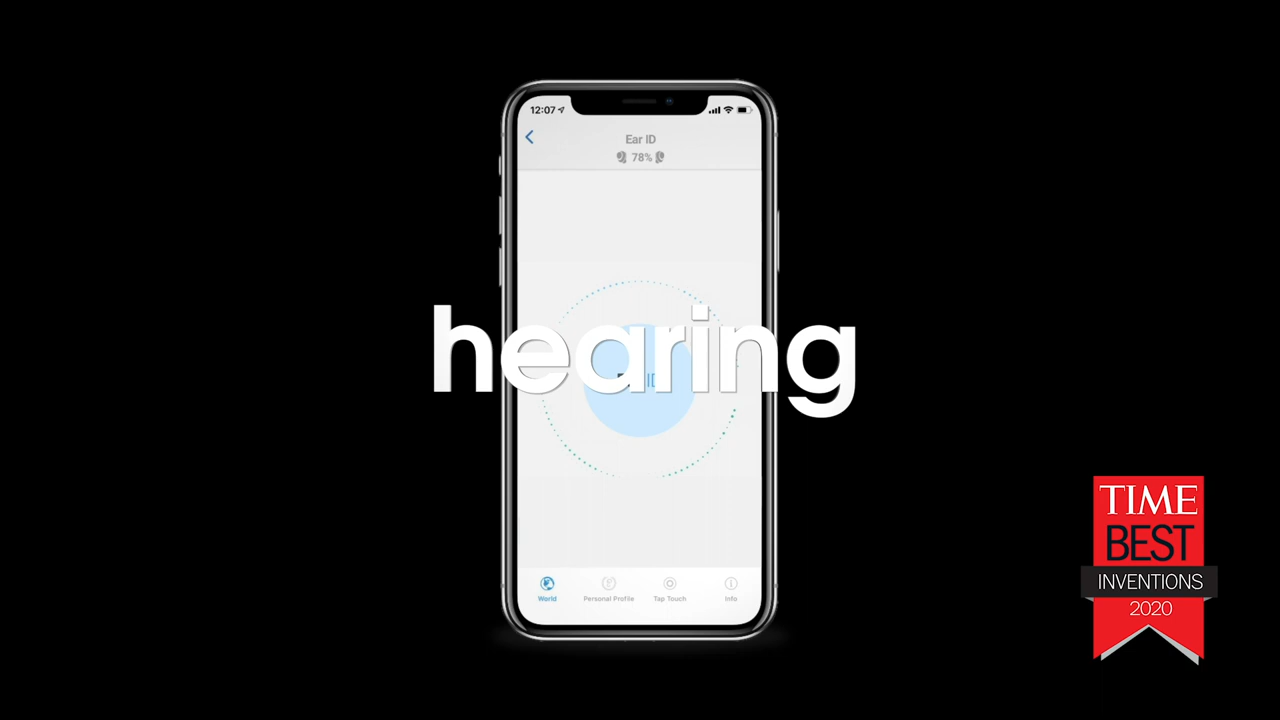 12:07
Ear ID
78%
hearing
World
Personal Profile
Tap Touch
Info
TIME
BEST
INVENTIONS
2020